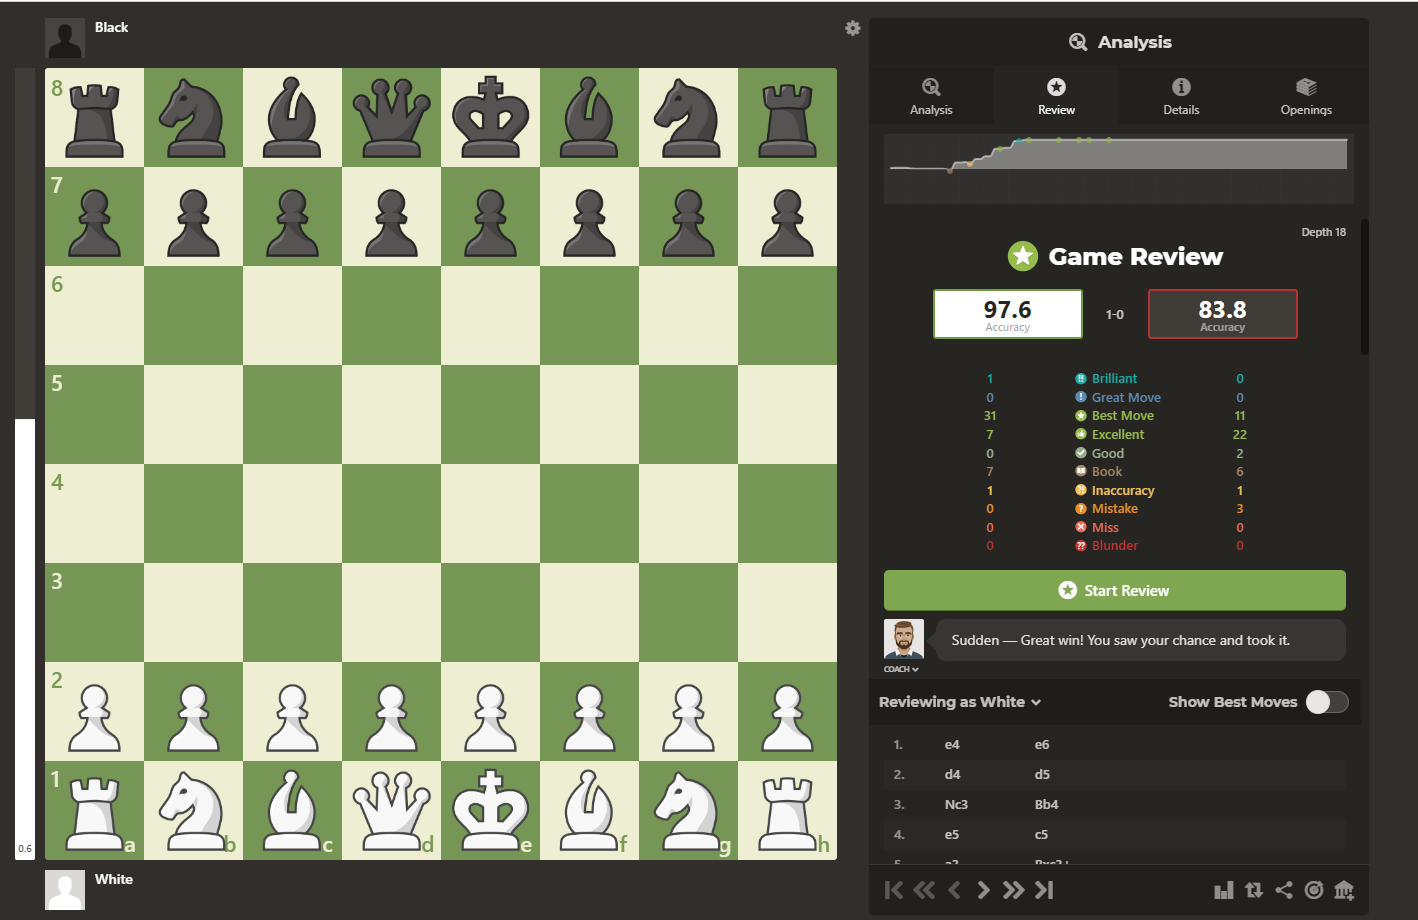 Black
8
7
6
5
4
3
2
1
a b c d e f g h
0.6
White
Analysis
Analysis Review Details Openings
Depth 18
Game Review
97.6 1-0 83.8
Accuracy Accuracy
1 !! Brilliant 0
0 ! Great Move 0
31 Best Move 11
7 Excellent 22
0 Good 2
7 Book 6
1 ?! Inaccuracy 1
0 ? Mistake 3
0 Miss 0
0 ?? Blunder 0
Start Review
Sudden — Great win! You saw your chance and took it.
COACH
Reviewing as White Show Best Moves
1. e4 e6
2. d4 d5
3. Nc3 Bb4
4. e5 c5
5. a3 Bxc3+